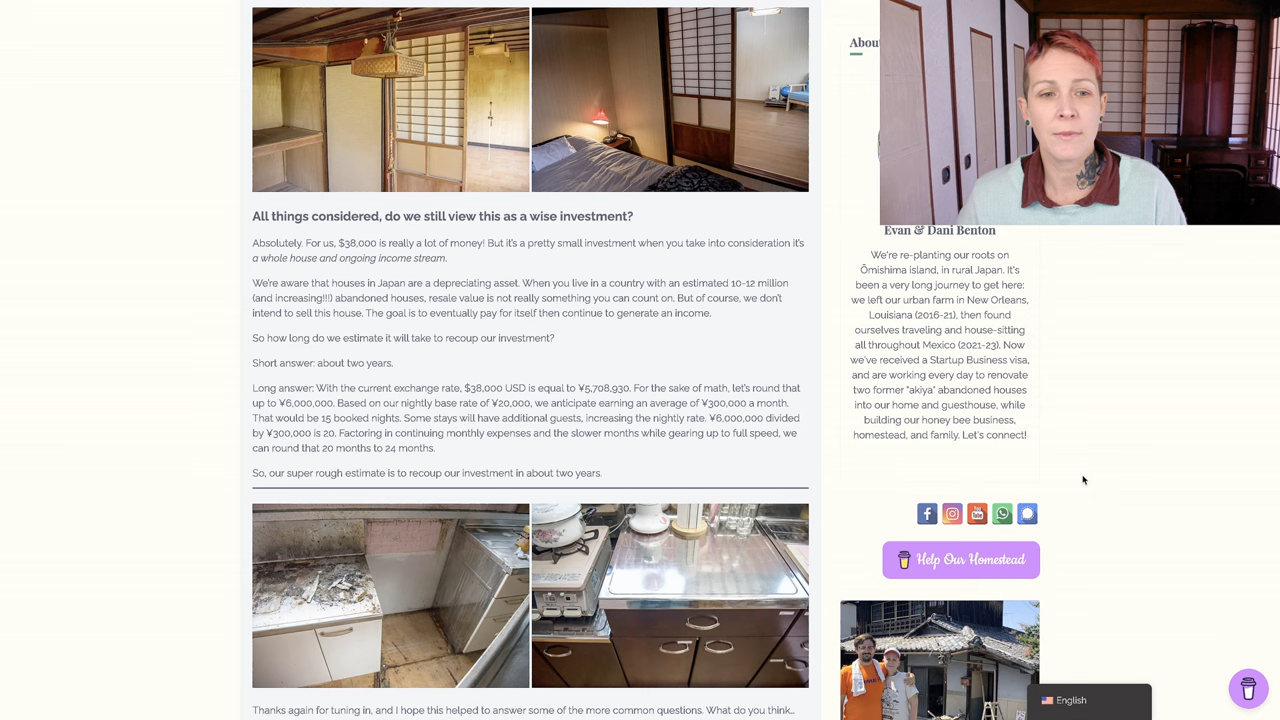 All things considered, do we still view this as a wise investment?
Absolutely. For us, $38,000 is really a lot of money! But it's a pretty small investment when you take into consideration it's
a whole house and ongoing income stream.
We're aware that houses in Japan are a depreciating asset. When you live in a country with an estimated 10-12 million
(and increasing!!!) abandoned houses, resale value is not really something you can count on. But of course, we don't
intend to sell this house. The goal is to eventually pay for itself then continue to generate an income.
So how long do we estimate it will take to recoup our investment?
Short answer: about two years.
Long answer: With the current exchange rate, $38,000 USD is equal to ¥5,708,930. For the sake of math, let's round that
up to ¥6,000,000. Based on our nightly base rate of ¥20,000, we anticipate earning an average of ¥300,000 a month.
That would be 15 booked nights. Some stays will have additional guests, increasing the nightly rate. ¥6,000,000 divided
by ¥300,000 is 20. Factoring in continuing monthly expenses and the slower months while gearing up to full speed, we
can round that 20 months to 24 months.
So, our super rough estimate is to recoup our investment in about two years.
Thanks again for tuning in, and I hope this helped to answer some of the more common questions. What do you think...
Abou
Evan & Dani Benton
We're re-planting our roots on
Ōmishima island, in rural Japan. It's
been a very long journey to get here:
we left our urban farm in New Orleans,
Louisiana (2016-21), then found
ourselves traveling and house-sitting
all throughout Mexico (2021-23). Now
we've received a Startup Business visa,
and are working every day to renovate
two former "akiya" abandoned houses
into our home and guesthouse, while
building our honey bee business,
homestead, and family. Let's connect!
You
Tube
Help Our Homestead
English